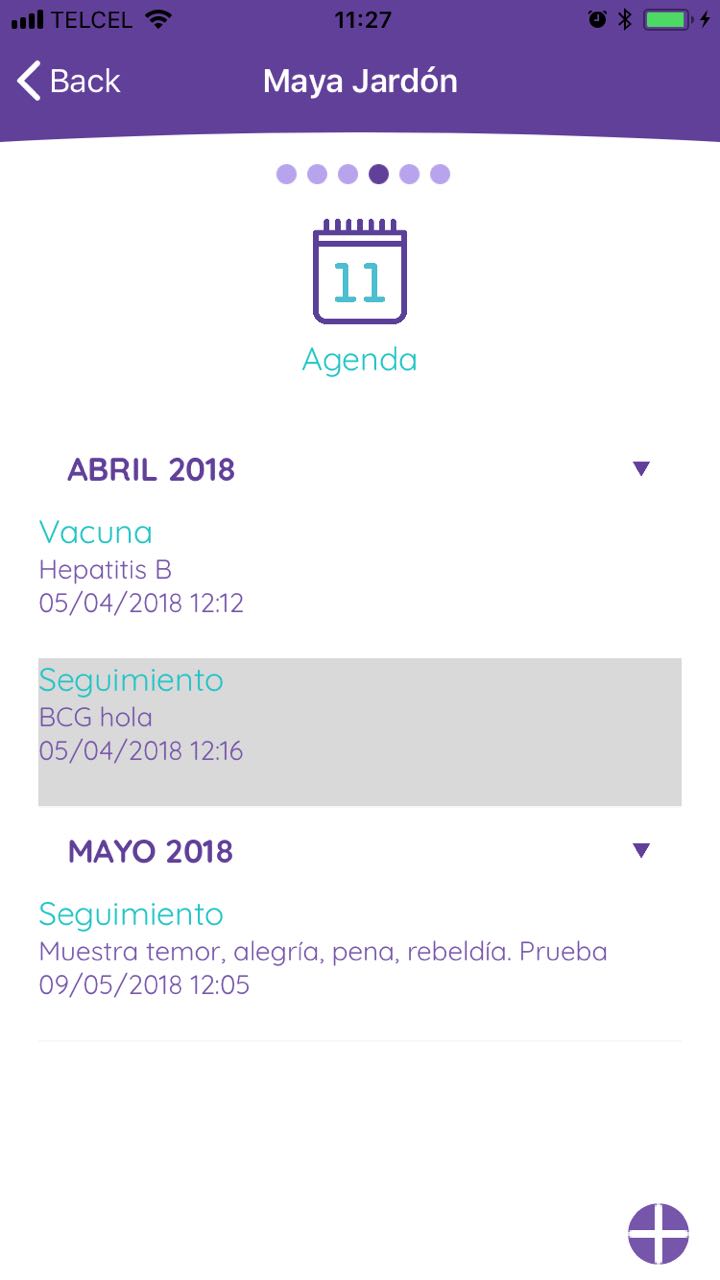 TELCEL 11:27
Back Maya Jardón
11
Agenda
ABRIL 2018
Vacuna
Hepatitis B
05/04/2018 12:12
Seguimiento
BCG hola
05/04/2018 12:16
MAYO 2018
Seguimiento
Muestra temor, alegría, pena, rebeldía. Prueba
09/05/2018 12:05